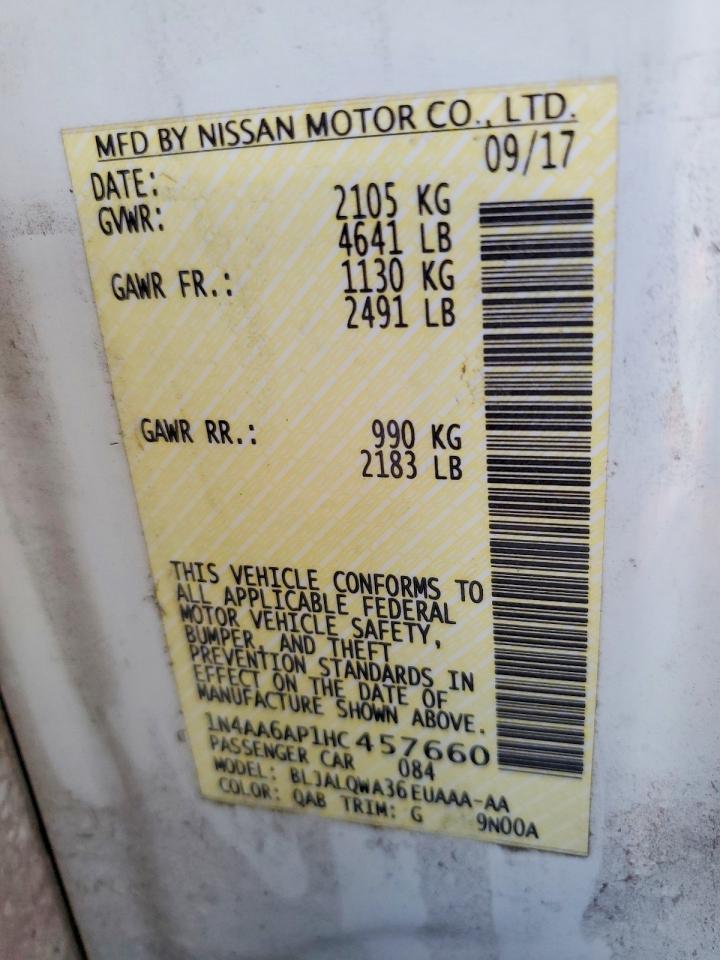 MFD BY NISSAN MOTOR CO., LTD.
DATE: 09/17
GVWR: 2105 KG
4641 LB
GAWR FR.: 1130 KG
2491 LB
GAWR RR.: 990 KG
2183 LB
THIS VEHICLE CONFORMS TO
ALL APPLICABLE FEDERAL
MOTOR VEHICLE SAFETY,
BUMPER, AND THEFT
PREVENTION STANDARDS IN
EFFECT ON THE DATE OF
MANUFACTURE SHOWN ABOVE.
1N4AA6AP1HC457660
PASSENGER CAR 084
MODEL: BLJALQWA36EUAAA-AA
COLOR: QAB TRIM: G 9N00A